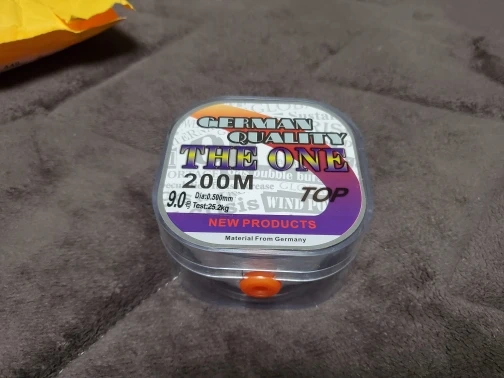 GERMAN
QUALITY
THE ONE
200M
TOP
9.0 Dia:0.500mm
Test:25.2kg
NEW PRODUCTS
Material From Germany
WIND